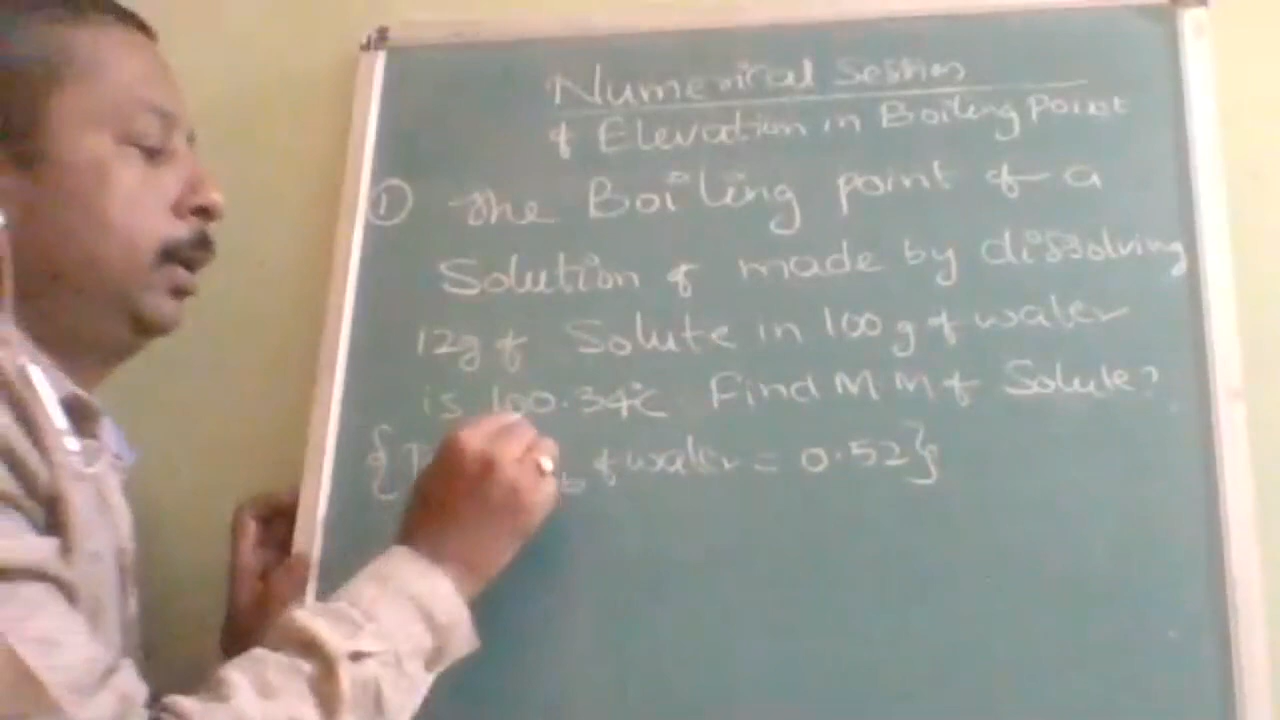 Numerical Session
of Elevation in Boiling Point
① The Boiling point of a
Solution of made by dissolving
12g of Solute in 100g of water
is 100.34°C Find MM of Solute?
{ b of water = 0.52}